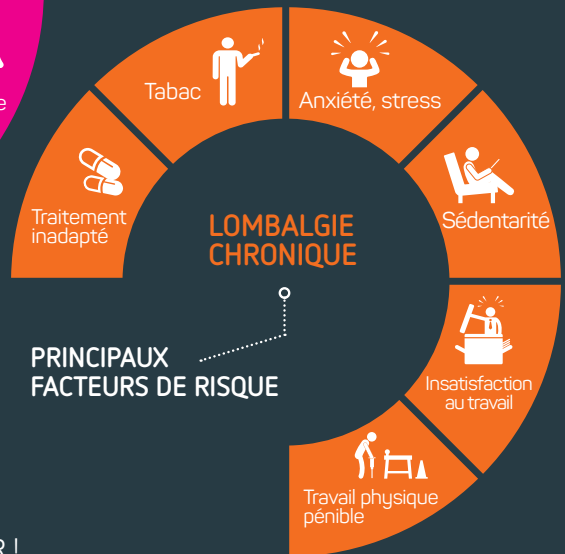 e
Tabac
Anxiété, stress
Traitement
inadapté
Sédentarité
LOMBALGIE
CHRONIQUE
PRINCIPAUX
FACTEURS DE RISQUE
Insatisfaction
au travail
Travail physique
pénible